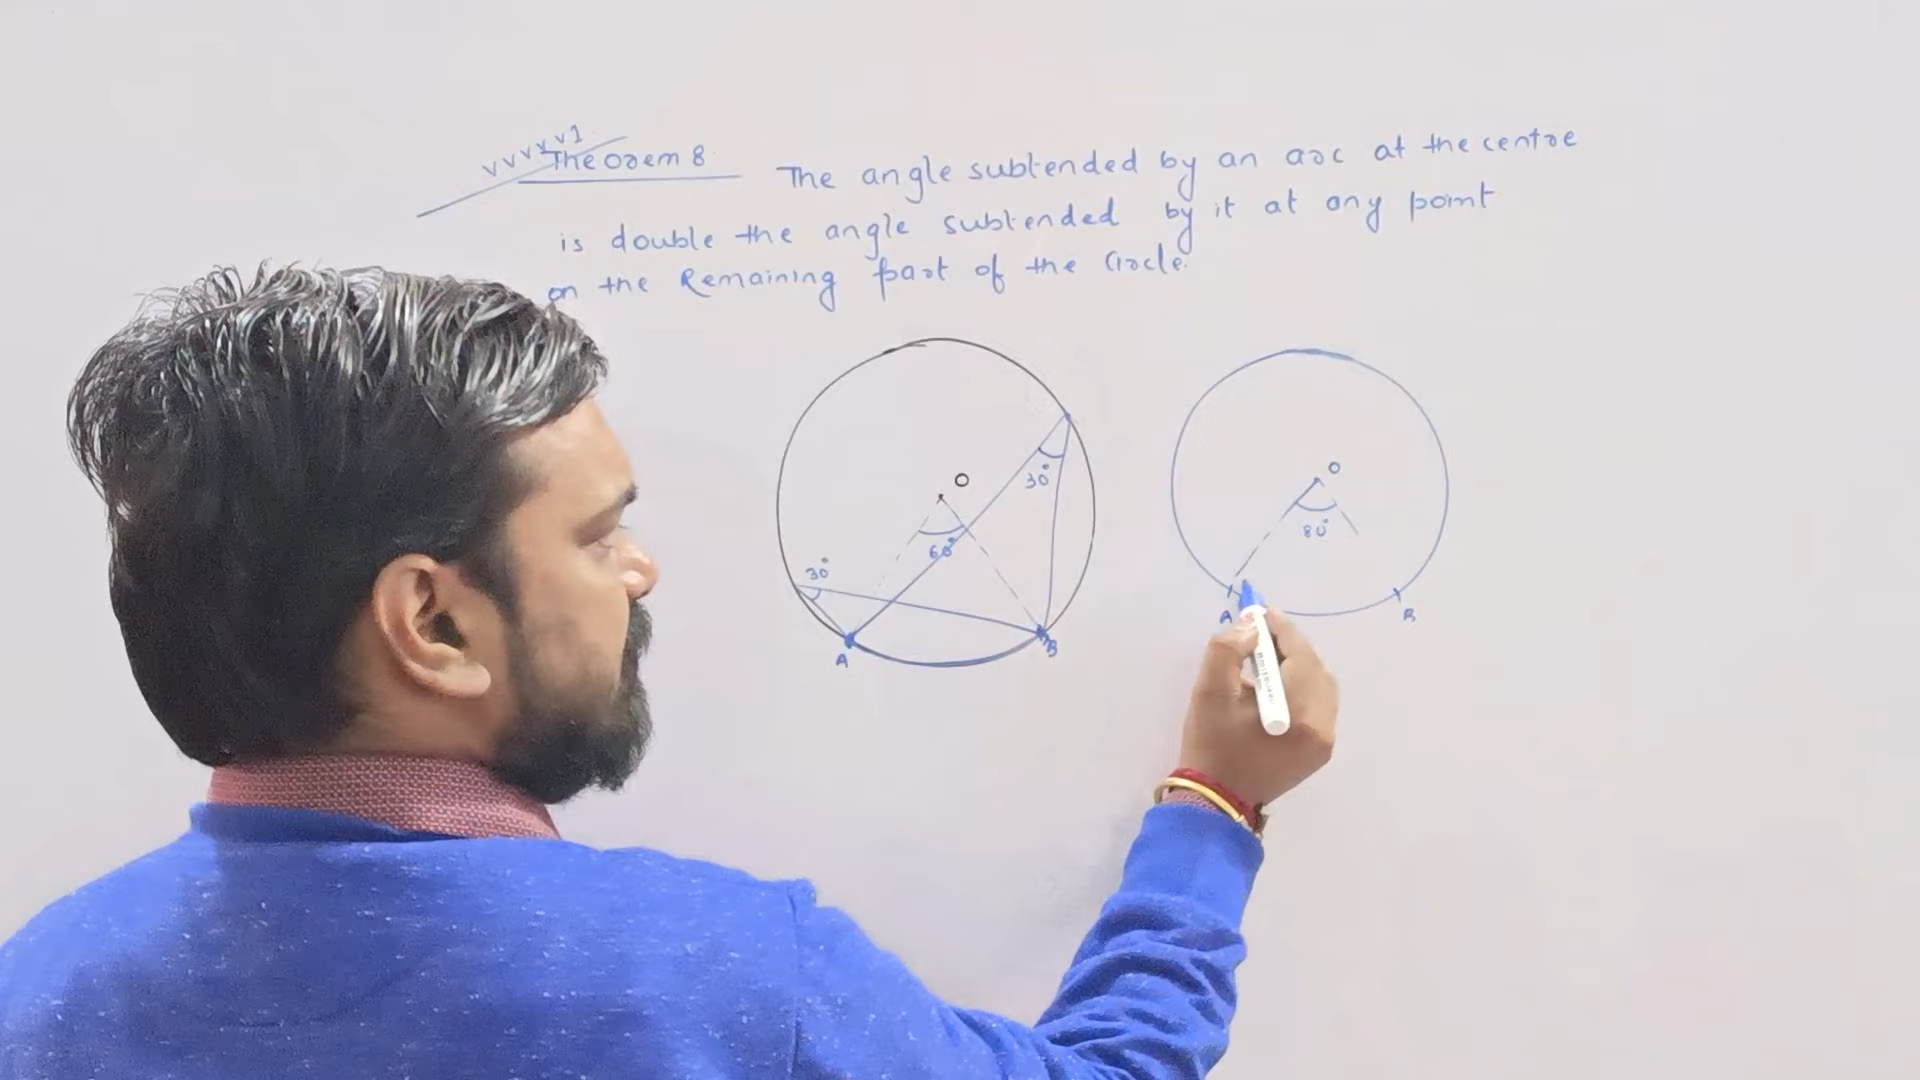 vvvvv1
Theorem 8 The angle subtended by an arc at the centre
is double the angle subtended by it at any point
on the Remaining part of the Circle.
O
30°
60°
30°
A
B
O
80°
A
B